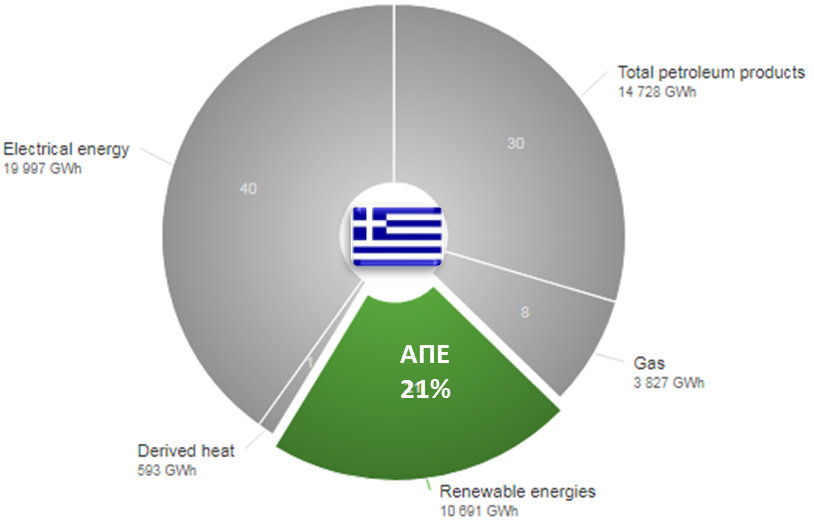 Total petroleum products
14 728 GWh
30
Electrical energy
19 997 GWh
40
8
Gas
3 827 GWh
1
ΑΠΕ
21%
Derived heat
593 GWh
Renewable energies
10 691 GWh